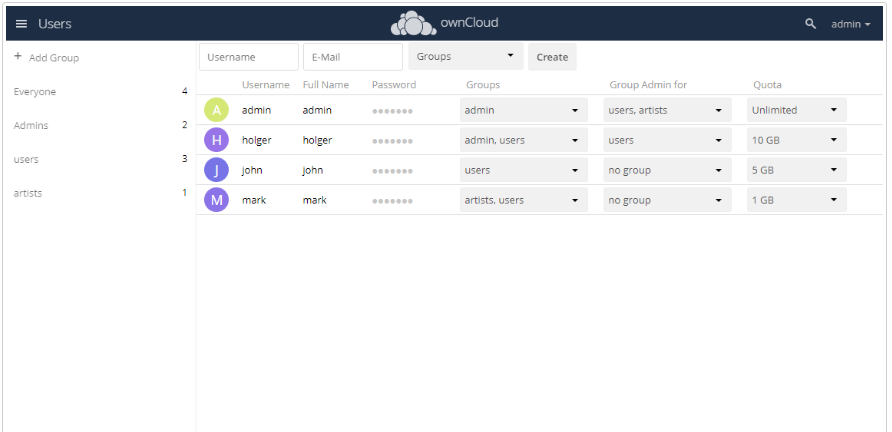 Users ownCloud admin
+ Add Group
Username E-Mail Groups Create
Everyone 4
Admins 2
users 3
artists 1
Username Full Name Password Groups Group Admin for Quota
A admin admin ●●●●●●● admin users, artists Unlimited
H holger holger ●●●●●●● admin, users users 10 GB
J john john ●●●●●●● users no group 5 GB
M mark mark ●●●●●●● artists, users no group 1 GB